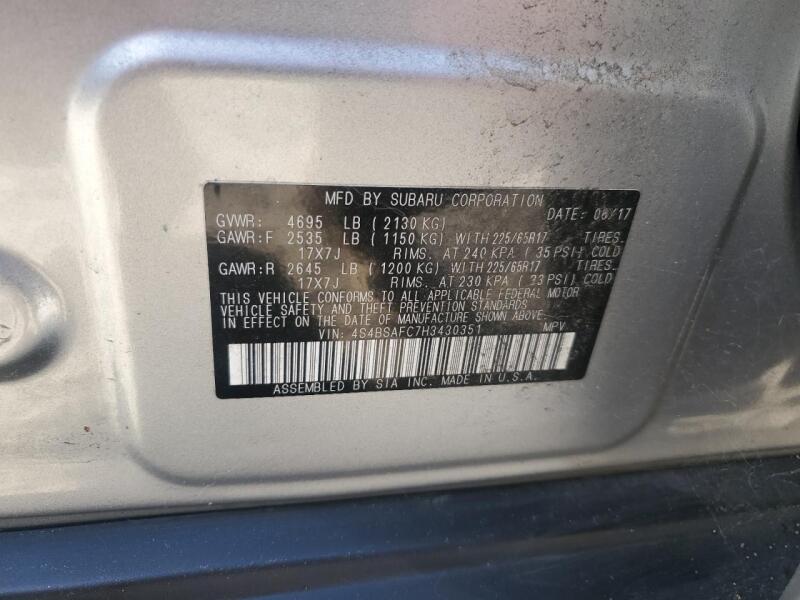 MFD BY SUBARU CORPORATION
DATE: 06/17
GVWR: 4695 LB ( 2130 KG)
GAWR:F 2535 LB ( 1150 KG) WITH 225/65R17 TIRES.
17X7J RIMS. AT 240 KPA ( 35 PSI) COLD
GAWR:R 2645 LB ( 1200 KG) WITH 225/65R17 TIRES.
17X7J RIMS. AT 230 KPA ( 33 PSI) COLD
THIS VEHICLE CONFORMS TO ALL APPLICABLE FEDERAL MOTOR
VEHICLE SAFETY AND THEFT PREVENTION STANDARDS
IN EFFECT ON THE DATE OF MANUFACTURE SHOWN ABOVE.
VIN: 4S4BSAFC7H3430351 MPV
ASSEMBLED BY SIA INC. MADE IN U.S.A.